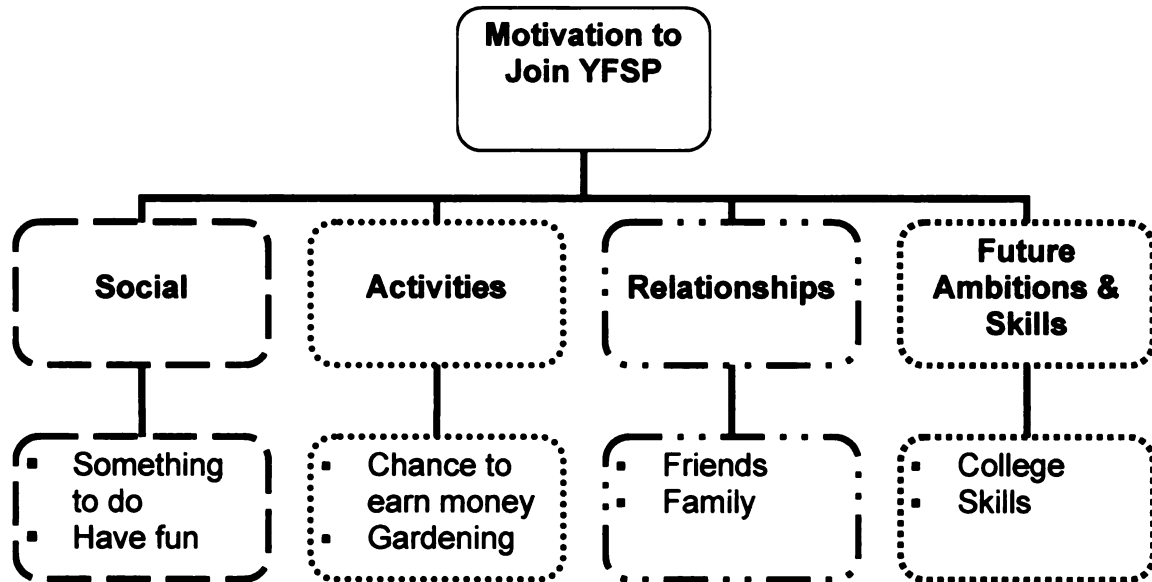 Motivation to
Join YFSP
Social
Activities
Relationships
Future
Ambitions &
Skills
▪ Something
to do
▪ Have fun
▪ Chance to
earn money
▪ Gardening
▪ Friends
▪ Family
▪ College
▪ Skills